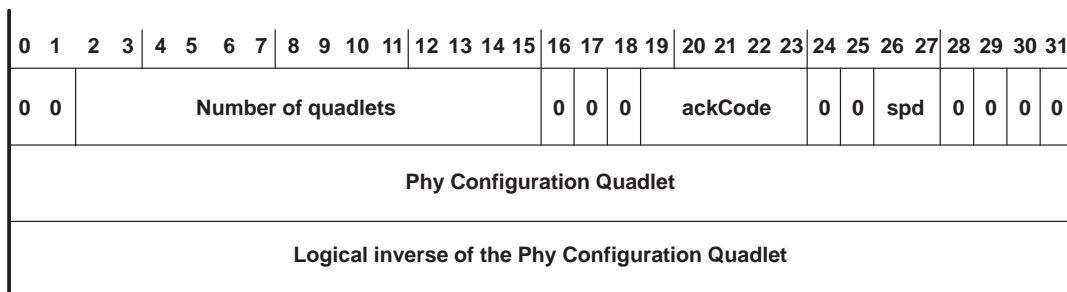 0 1 2 3 4 5 6 7 8 9 10 11 12 13 14 15 16 17 18 19 20 21 22 23 24 25 26 27 28 29 30 31
0 0 Number of quadlets 0 0 0 ackCode 0 0 spd 0 0 0 0
Phy Configuration Quadlet
Logical inverse of the Phy Configuration Quadlet